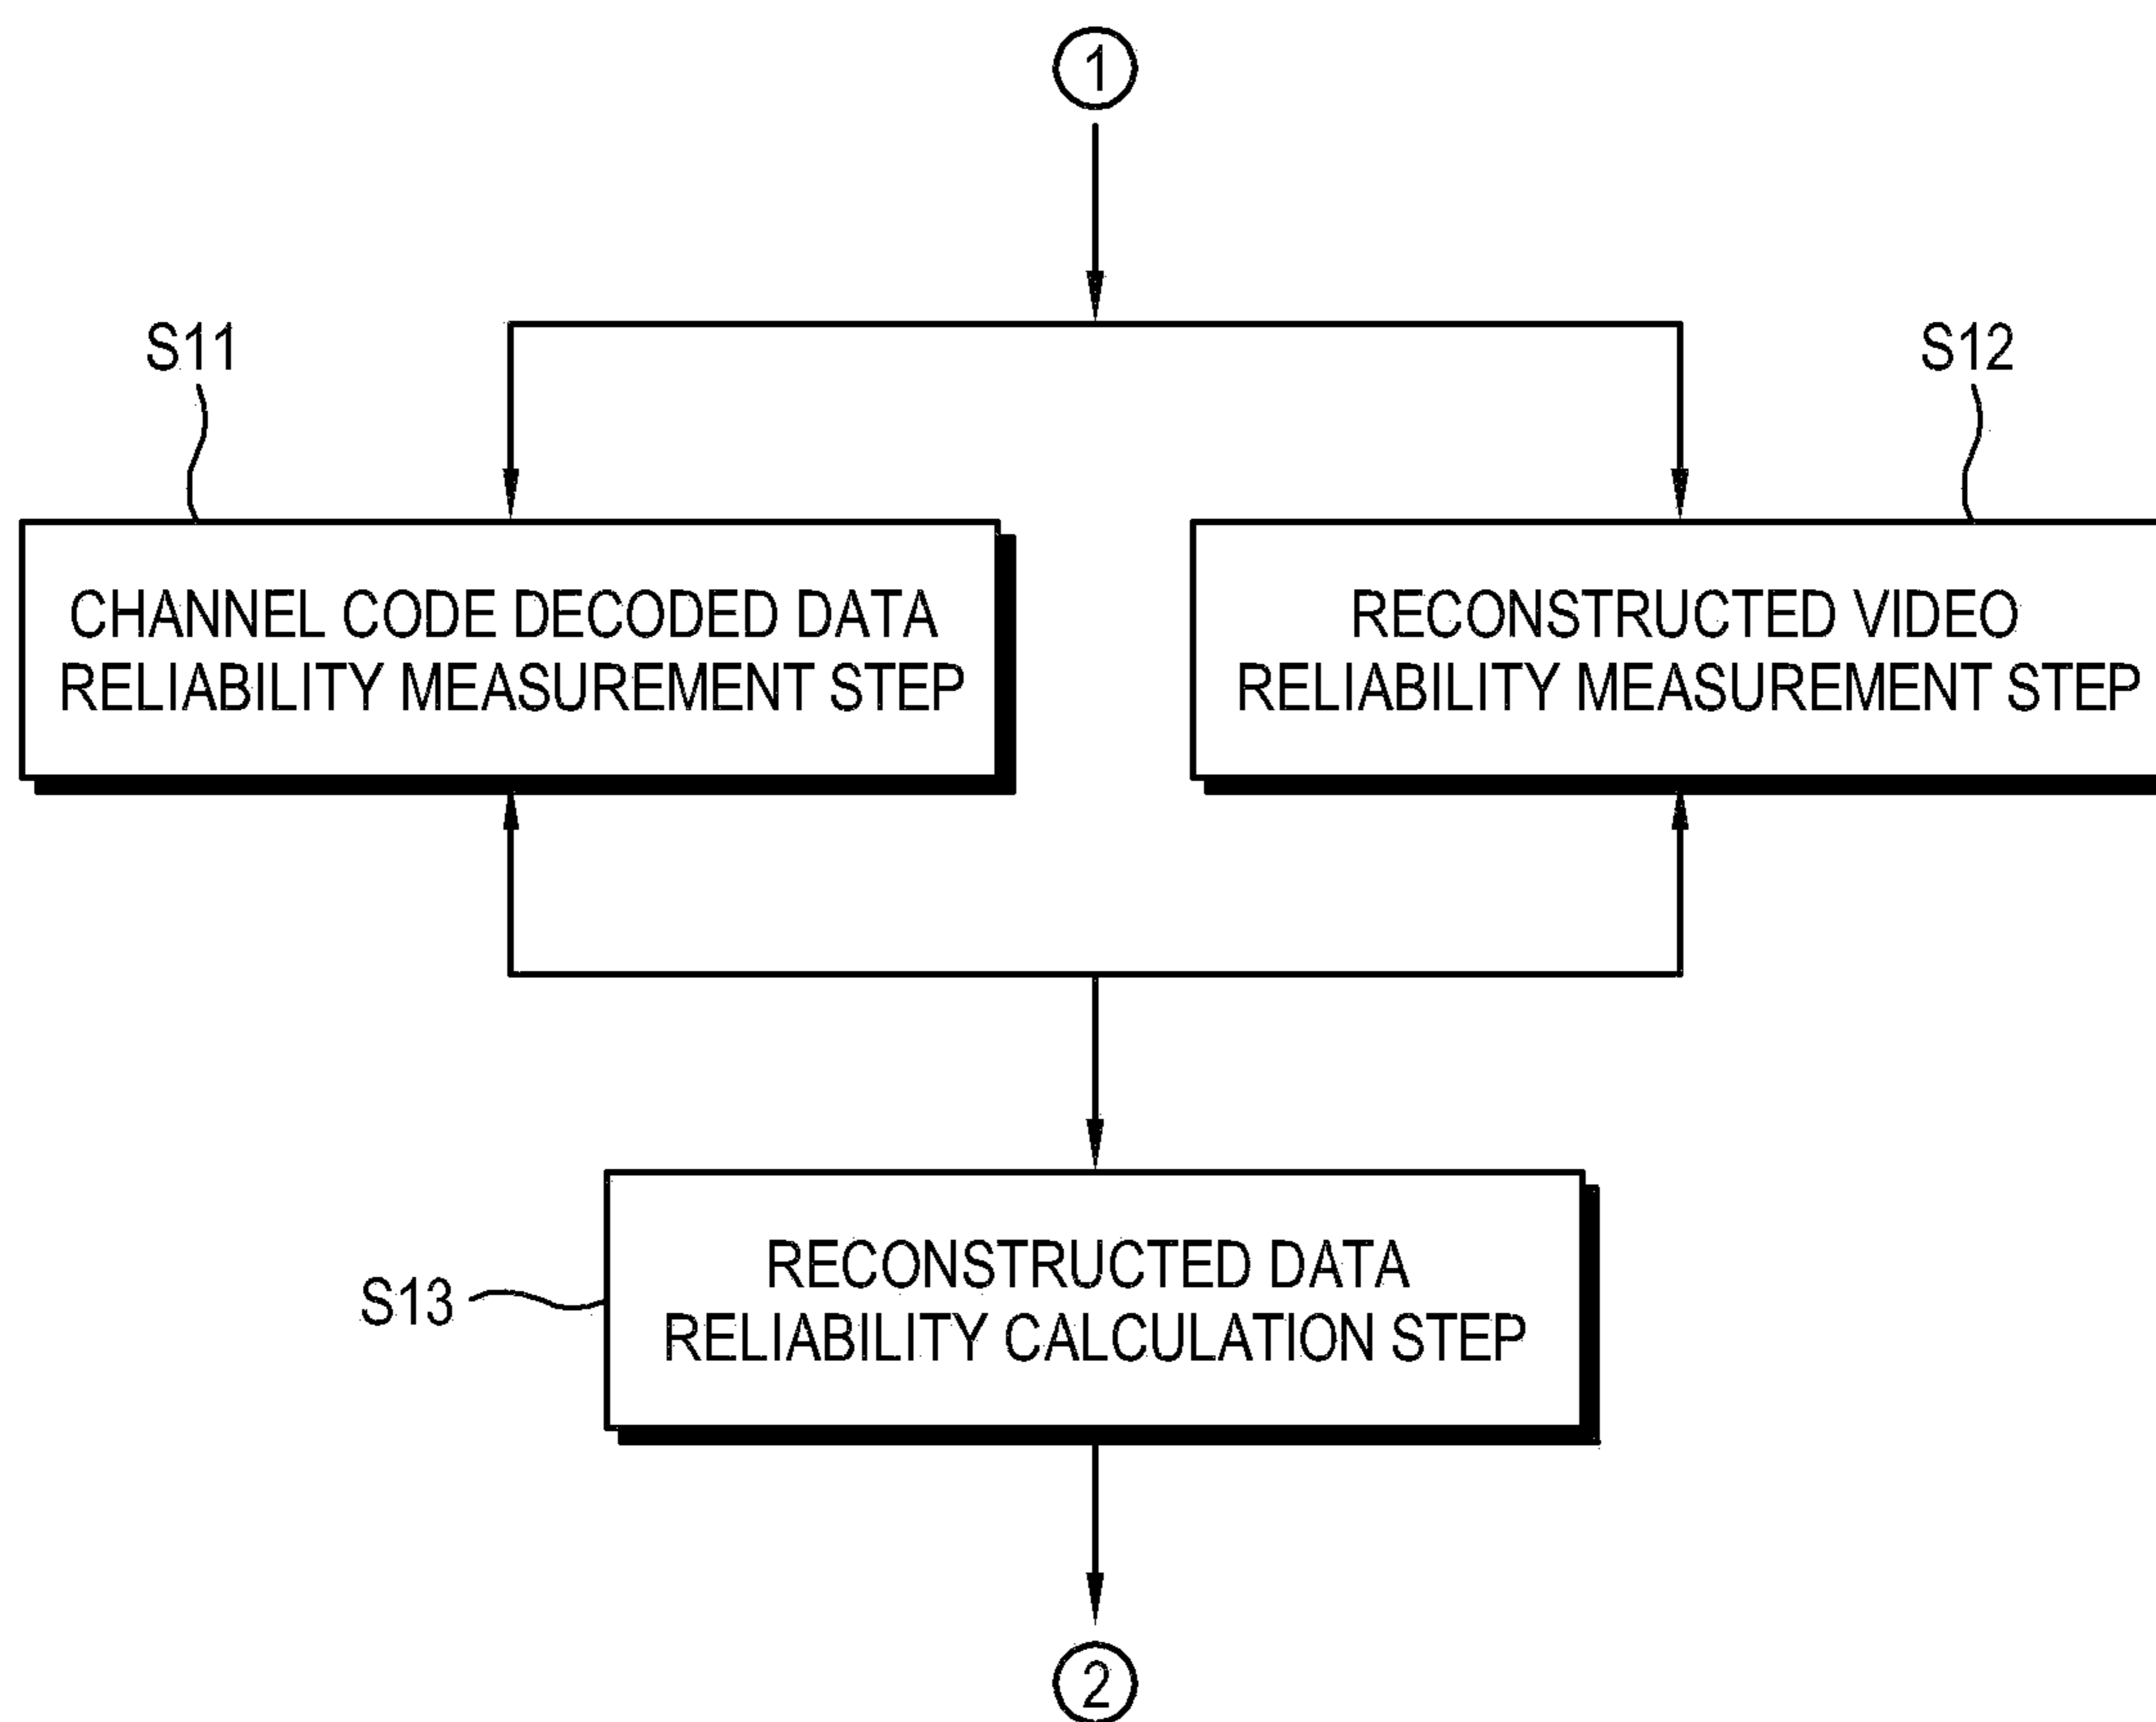 1
S11
S12
CHANNEL CODE DECODED DATA
RELIABILITY MEASUREMENT STEP
RECONSTRUCTED VIDEO
RELIABILITY MEASUREMENT STEP
S13
RECONSTRUCTED DATA
RELIABILITY CALCULATION STEP
2